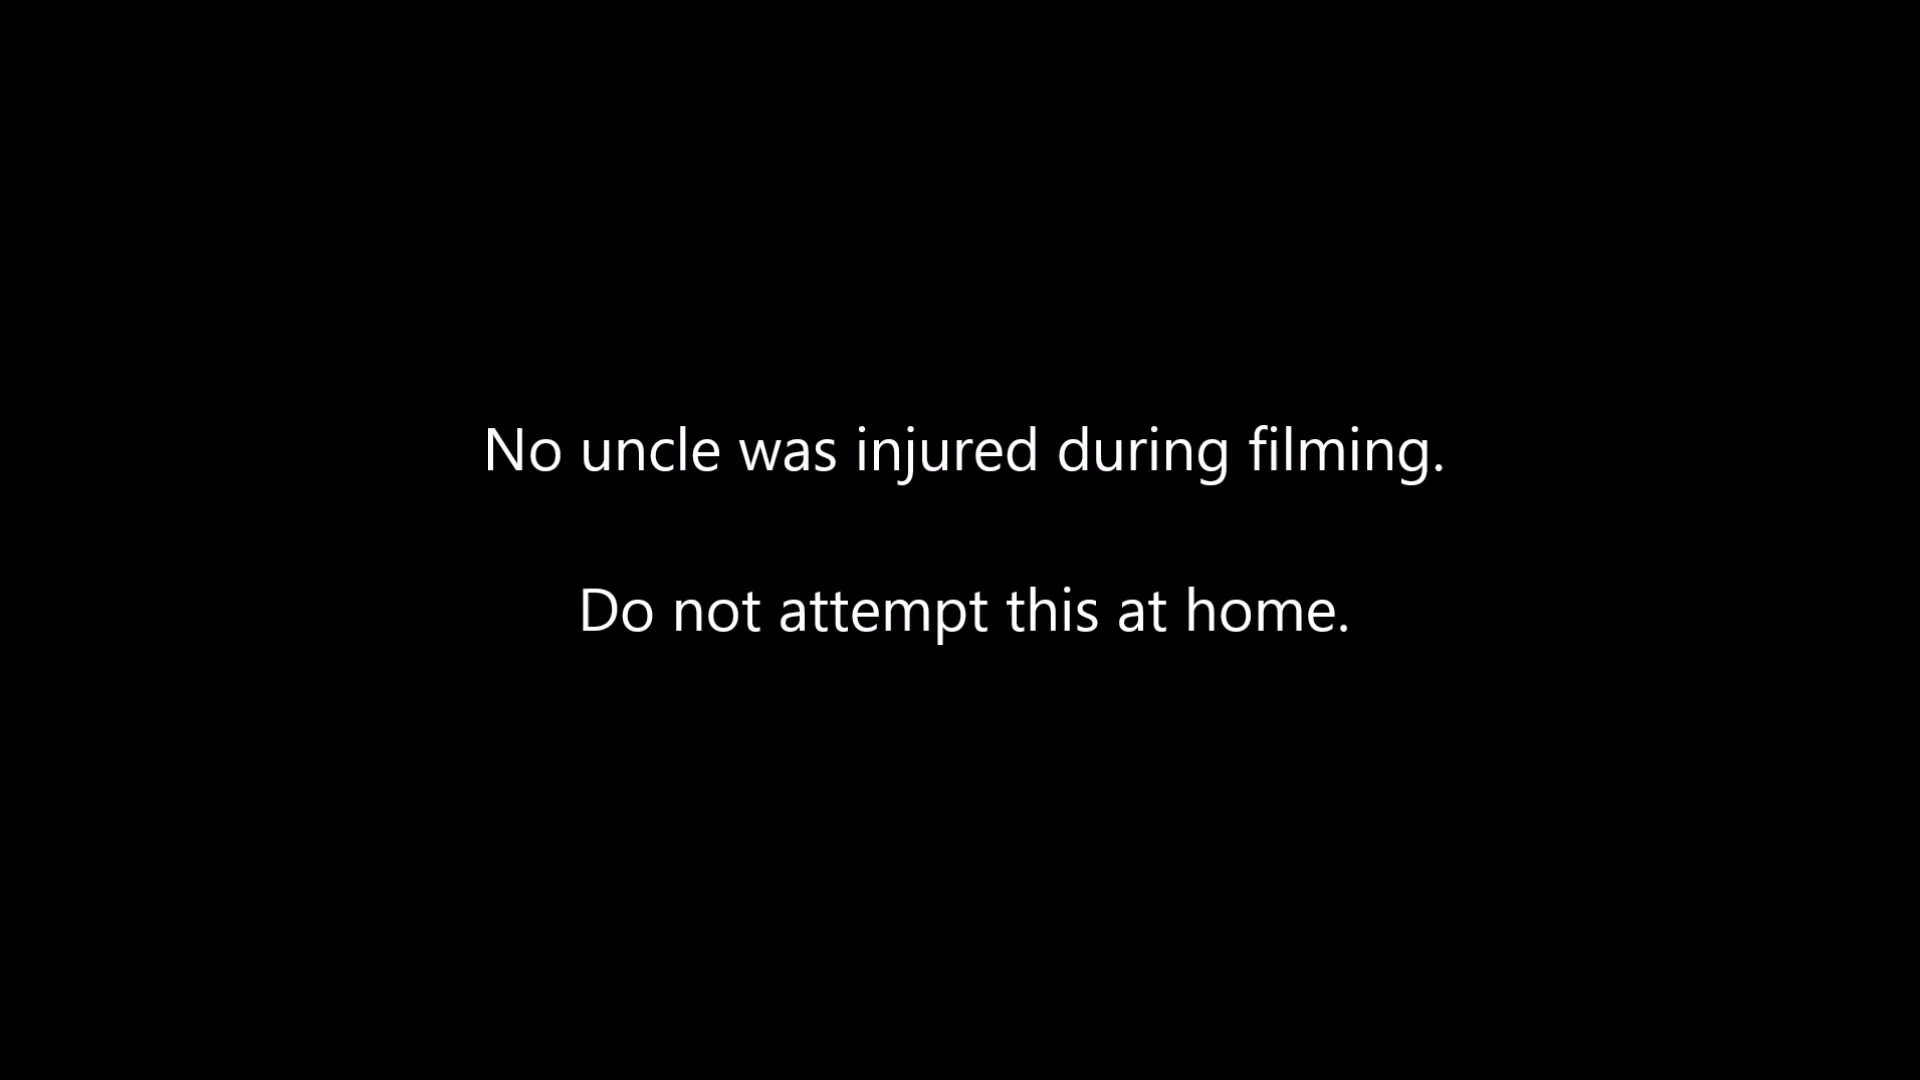 No uncle was injured during filming.
Do not attempt this at home.